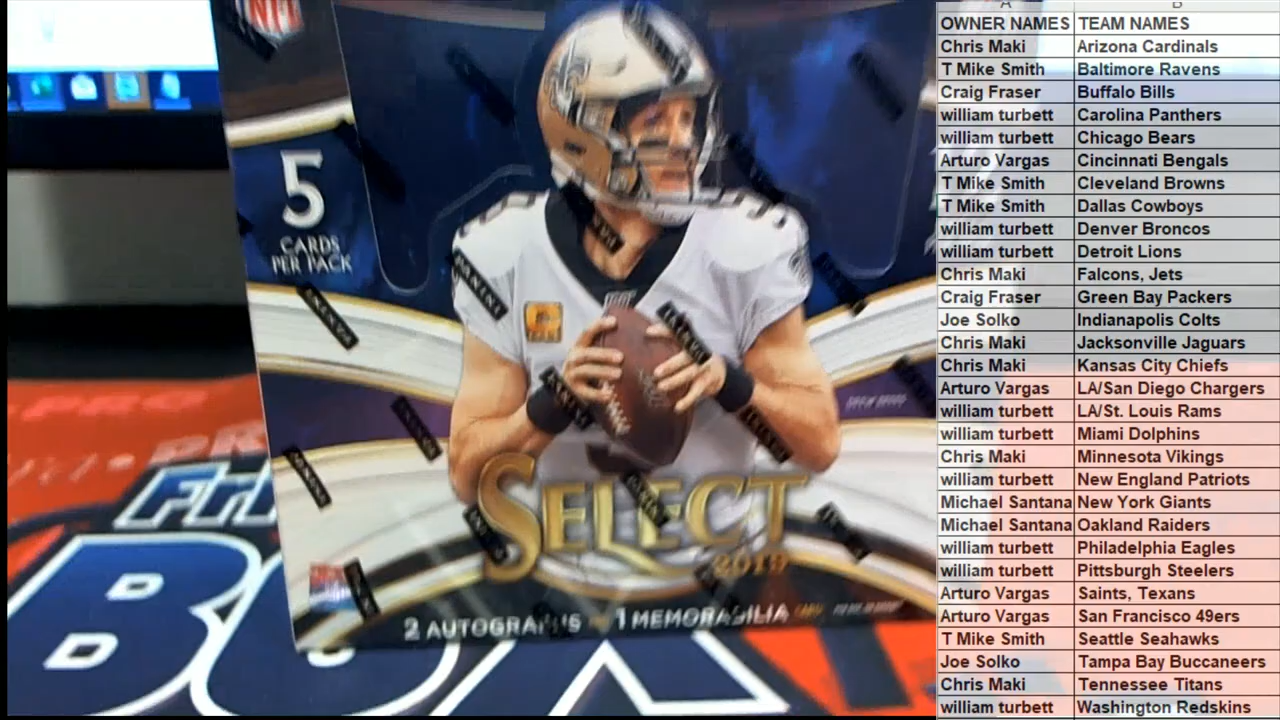 NFL
5
CARDS
PER PACK
PANINI
SELECT
2019
2 AUTOGRAPHS 1 MEMORABILIA
BOX
A B
OWNER NAMES TEAM NAMES
Chris Maki Arizona Cardinals
T Mike Smith Baltimore Ravens
Craig Fraser Buffalo Bills
william turbett Carolina Panthers
william turbett Chicago Bears
Arturo Vargas Cincinnati Bengals
T Mike Smith Cleveland Browns
T Mike Smith Dallas Cowboys
william turbett Denver Broncos
william turbett Detroit Lions
Chris Maki Falcons, Jets
Craig Fraser Green Bay Packers
Joe Solko Indianapolis Colts
Chris Maki Jacksonville Jaguars
Chris Maki Kansas City Chiefs
Arturo Vargas LA/San Diego Chargers
william turbett LA/St. Louis Rams
william turbett Miami Dolphins
Chris Maki Minnesota Vikings
william turbett New England Patriots
Michael Santana New York Giants
Michael Santana Oakland Raiders
william turbett Philadelphia Eagles
william turbett Pittsburgh Steelers
Arturo Vargas Saints, Texans
Arturo Vargas San Francisco 49ers
T Mike Smith Seattle Seahawks
Joe Solko Tampa Bay Buccaneers
Chris Maki Tennessee Titans
william turbett Washington Redskins